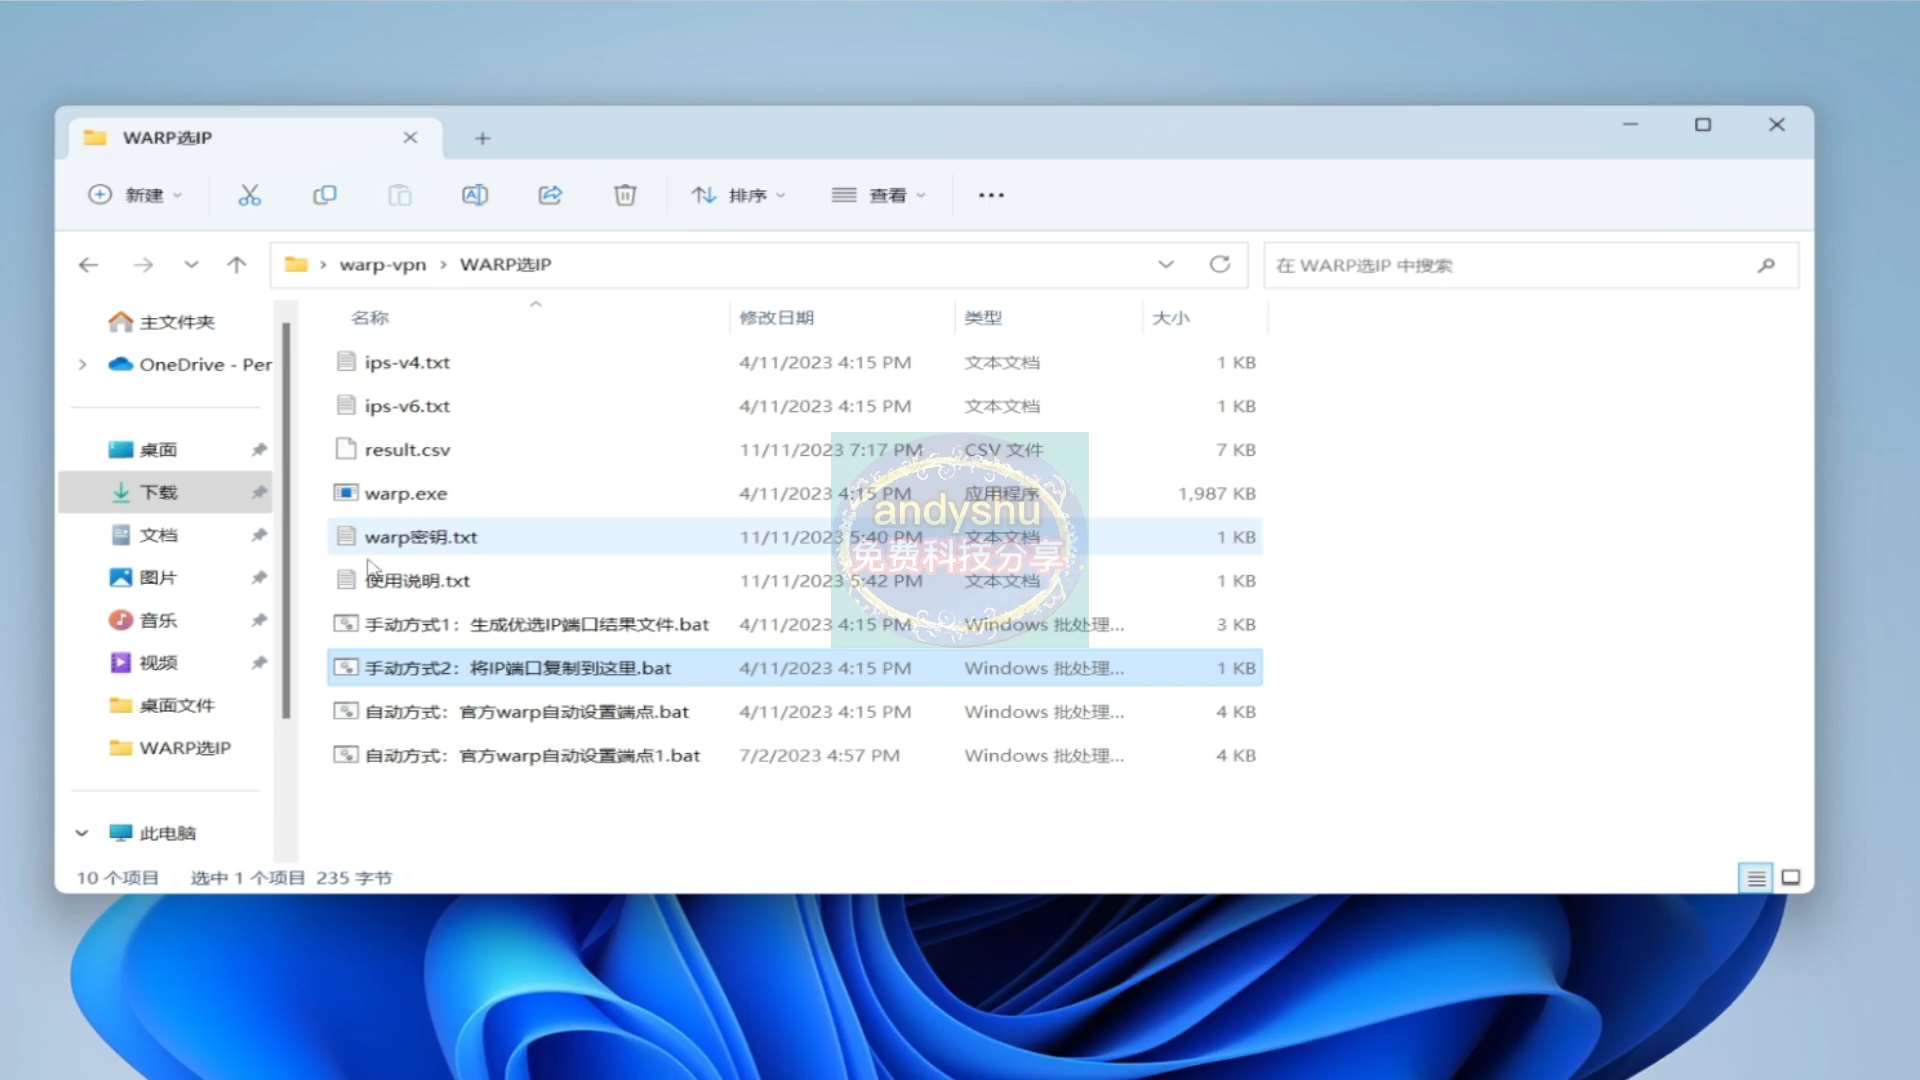 WARP选IP
新建
排序
查看
warp-vpn
WARP选IP
在 WARP选IP 中搜索
主文件夹
OneDrive - Per
桌面
下载
文档
图片
音乐
视频
桌面文件
WARP选IP
此电脑
名称 修改日期 类型 大小
ips-v4.txt 4/11/2023 4:15 PM 文本文档 1 KB
ips-v6.txt 4/11/2023 4:15 PM 文本文档 1 KB
result.csv 11/11/2023 7:17 PM CSV 文件 7 KB
warp.exe 4/11/2023 4:15 PM 应用程序 1,987 KB
warp密钥.txt 11/11/2023 5:40 PM 文本文档 1 KB
使用说明.txt 11/11/2023 5:42 PM 文本文档 1 KB
手动方式1：生成优选IP端口结果文件.bat 4/11/2023 4:15 PM Windows 批处理... 3 KB
手动方式2：将IP端口复制到这里.bat 4/11/2023 4:15 PM Windows 批处理... 1 KB
自动方式：官方warp自动设置端点.bat 4/11/2023 4:15 PM Windows 批处理... 4 KB
自动方式：官方warp自动设置端点1.bat 7/2/2023 4:57 PM Windows 批处理... 4 KB
andyshu
免费科技分享
10 个项目 选中 1 个项目 235 字节